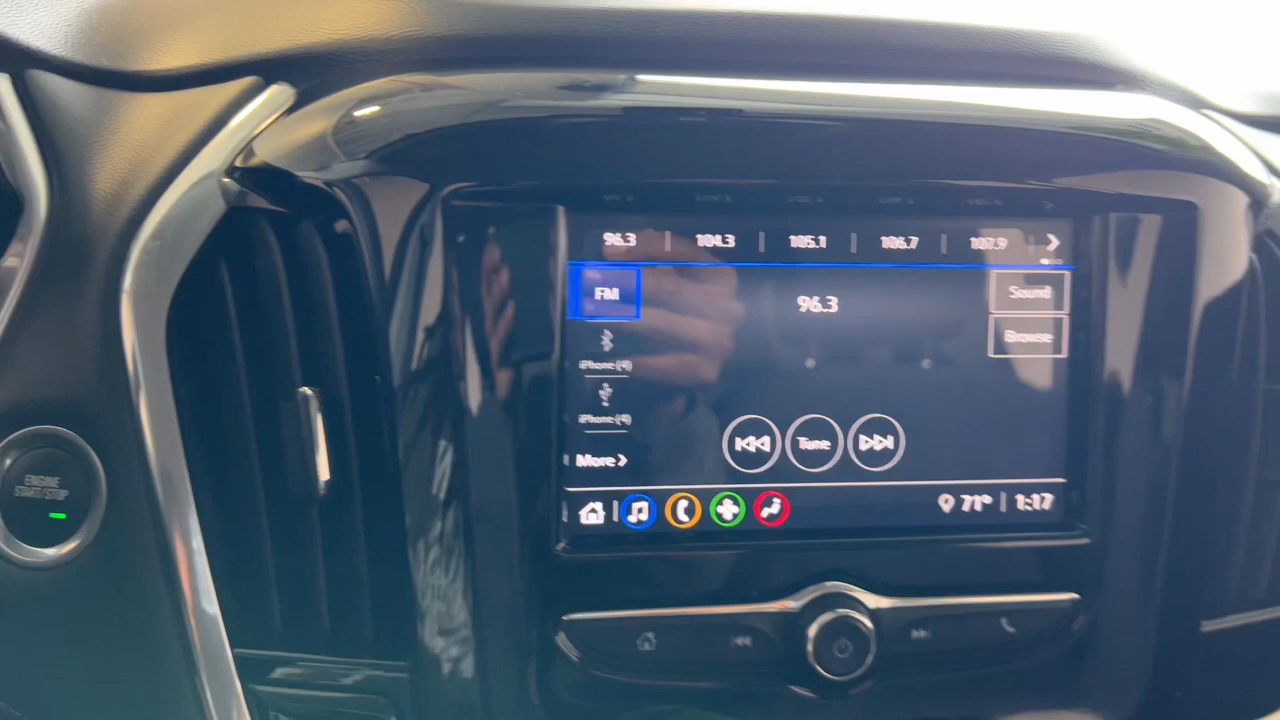 96.3 | 104.3 | 105.1 | 106.7 | 107.9
FM
96.3
Sound
Browse
iPhone (4)
iPhone (4)
More
Tune
71° | 1:17
ENGINE
START/STOP